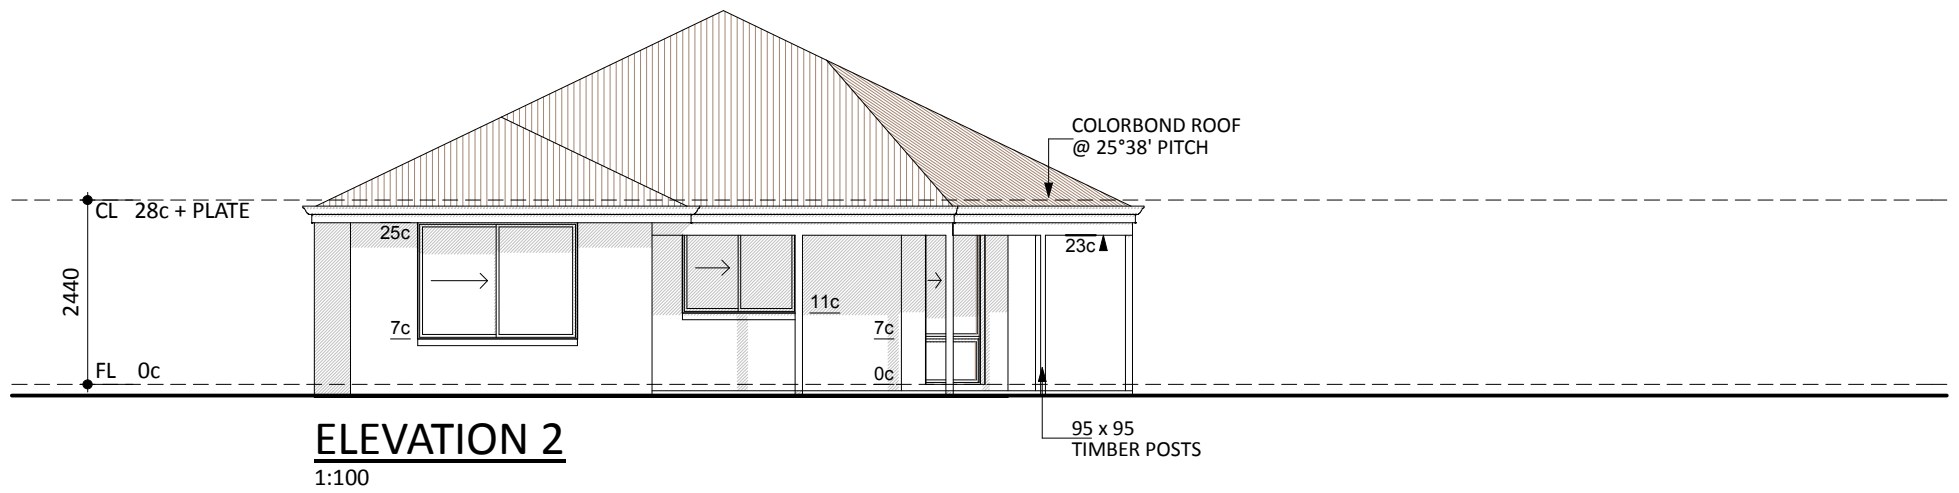 COLORBOND ROOF
@ 25°38' PITCH
CL 28c + PLATE
25c
23c
2440
11c
7c
7c
FL 0c
0c
95 x 95
TIMBER POSTS
ELEVATION 2
1:100